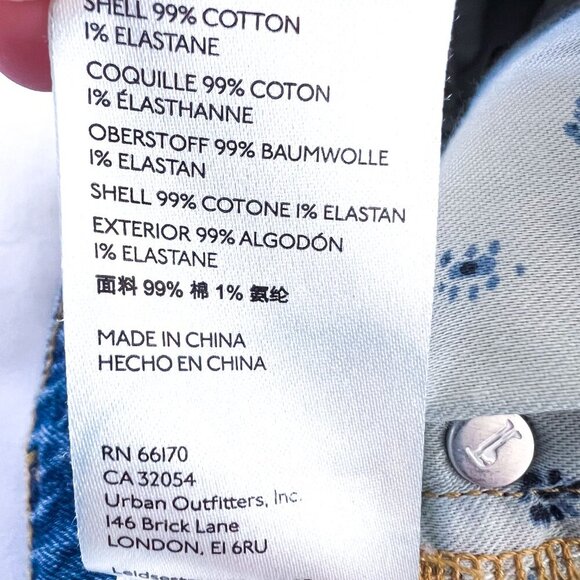 SHELL 99% COTTON
1% ELASTANE
COQUILLE 99% COTON
1% ÉLASTHANNE
OBERSTOFF 99% BAUMWOLLE
1% ELASTAN
SHELL 99% COTONE 1% ELASTAN
EXTERIOR 99% ALGODÓN
1% ELASTANE
面料 99% 棉 1% 氨纶
MADE IN CHINA
HECHO EN CHINA
RN 66170
CA 32054
Urban Outfitters, Inc.
146 Brick Lane
LONDON, E1 6RU